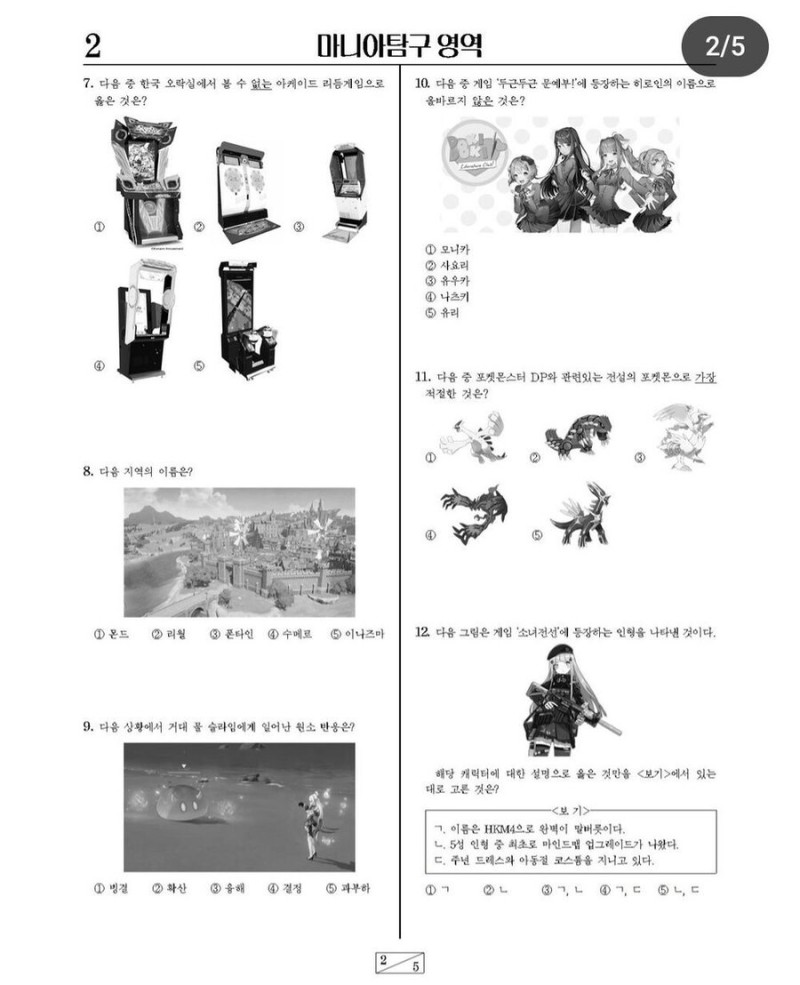 2
마니아탐구 영역
2/5
7. 다음 중 한국 오락실에서 볼 수 없는 아케이드 리듬게임으로
옳은 것은?
① ② ③
④ ⑤
8. 다음 지역의 이름은?
① 몬드 ② 리월 ③ 폰타인 ④ 수메르 ⑤ 이나즈마
9. 다음 상황에서 거대 물 슬라임에게 일어난 원소 반응은?
① 빙결 ② 확산 ③ 융해 ④ 결정 ⑤ 과부하
10. 다음 중 게임 '두근두근 문예부!'에 등장하는 히로인의 이름으로
올바르지 않은 것은?
Literature Club!
① 모니카
② 사요리
③ 유우카
④ 나츠키
⑤ 유리
11. 다음 중 포켓몬스터 DP와 관련있는 전설의 포켓몬으로 가장
적절한 것은?
① ② ③
④ ⑤
12. 다음 그림은 게임 '소녀전선'에 등장하는 인형을 나타낸 것이다.
해당 캐릭터에 대한 설명으로 옳은 것만을 <보기>에서 있는
대로 고른 것은?
<보 기>
ㄱ. 이름은 HKM4으로 완벽이 말버릇이다.
ㄴ. 5성 인형 중 최초로 마인드맵 업그레이드가 나왔다.
ㄷ. 주년 드레스와 아동절 코스튬을 지니고 있다.
① ㄱ ② ㄴ ③ ㄱ, ㄴ ④ ㄱ, ㄷ ⑤ ㄴ, ㄷ
2
5